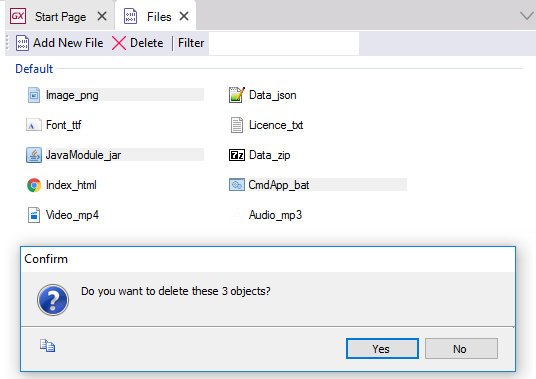 GX Start Page Files
Add New File Delete Filter
Default
Image_png Data_json
Font_ttf Licence_txt
JavaModule_jar 7z Data_zip
Index_html CmdApp_bat
Video_mp4 Audio_mp3
Confirm
Do you want to delete these 3 objects?
Yes No